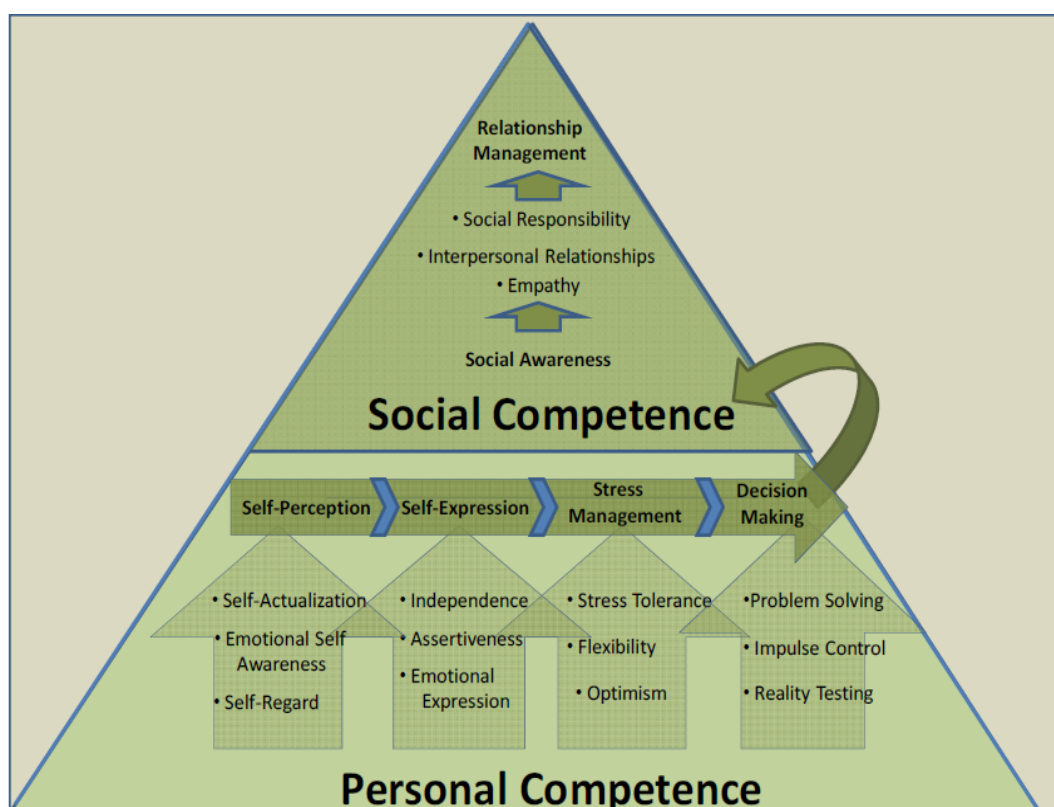 Relationship
Management
• Social Responsibility
• Interpersonal Relationships
• Empathy
Social Awareness
Social Competence
Self-Perception
Self-Expression
Stress
Management
Decision
Making
• Self-Actualization
• Emotional Self
Awareness
• Self-Regard
• Independence
• Assertiveness
• Emotional
Expression
• Stress Tolerance
• Flexibility
• Optimism
•Problem Solving
• Impulse Control
• Reality Testing
Personal Competence